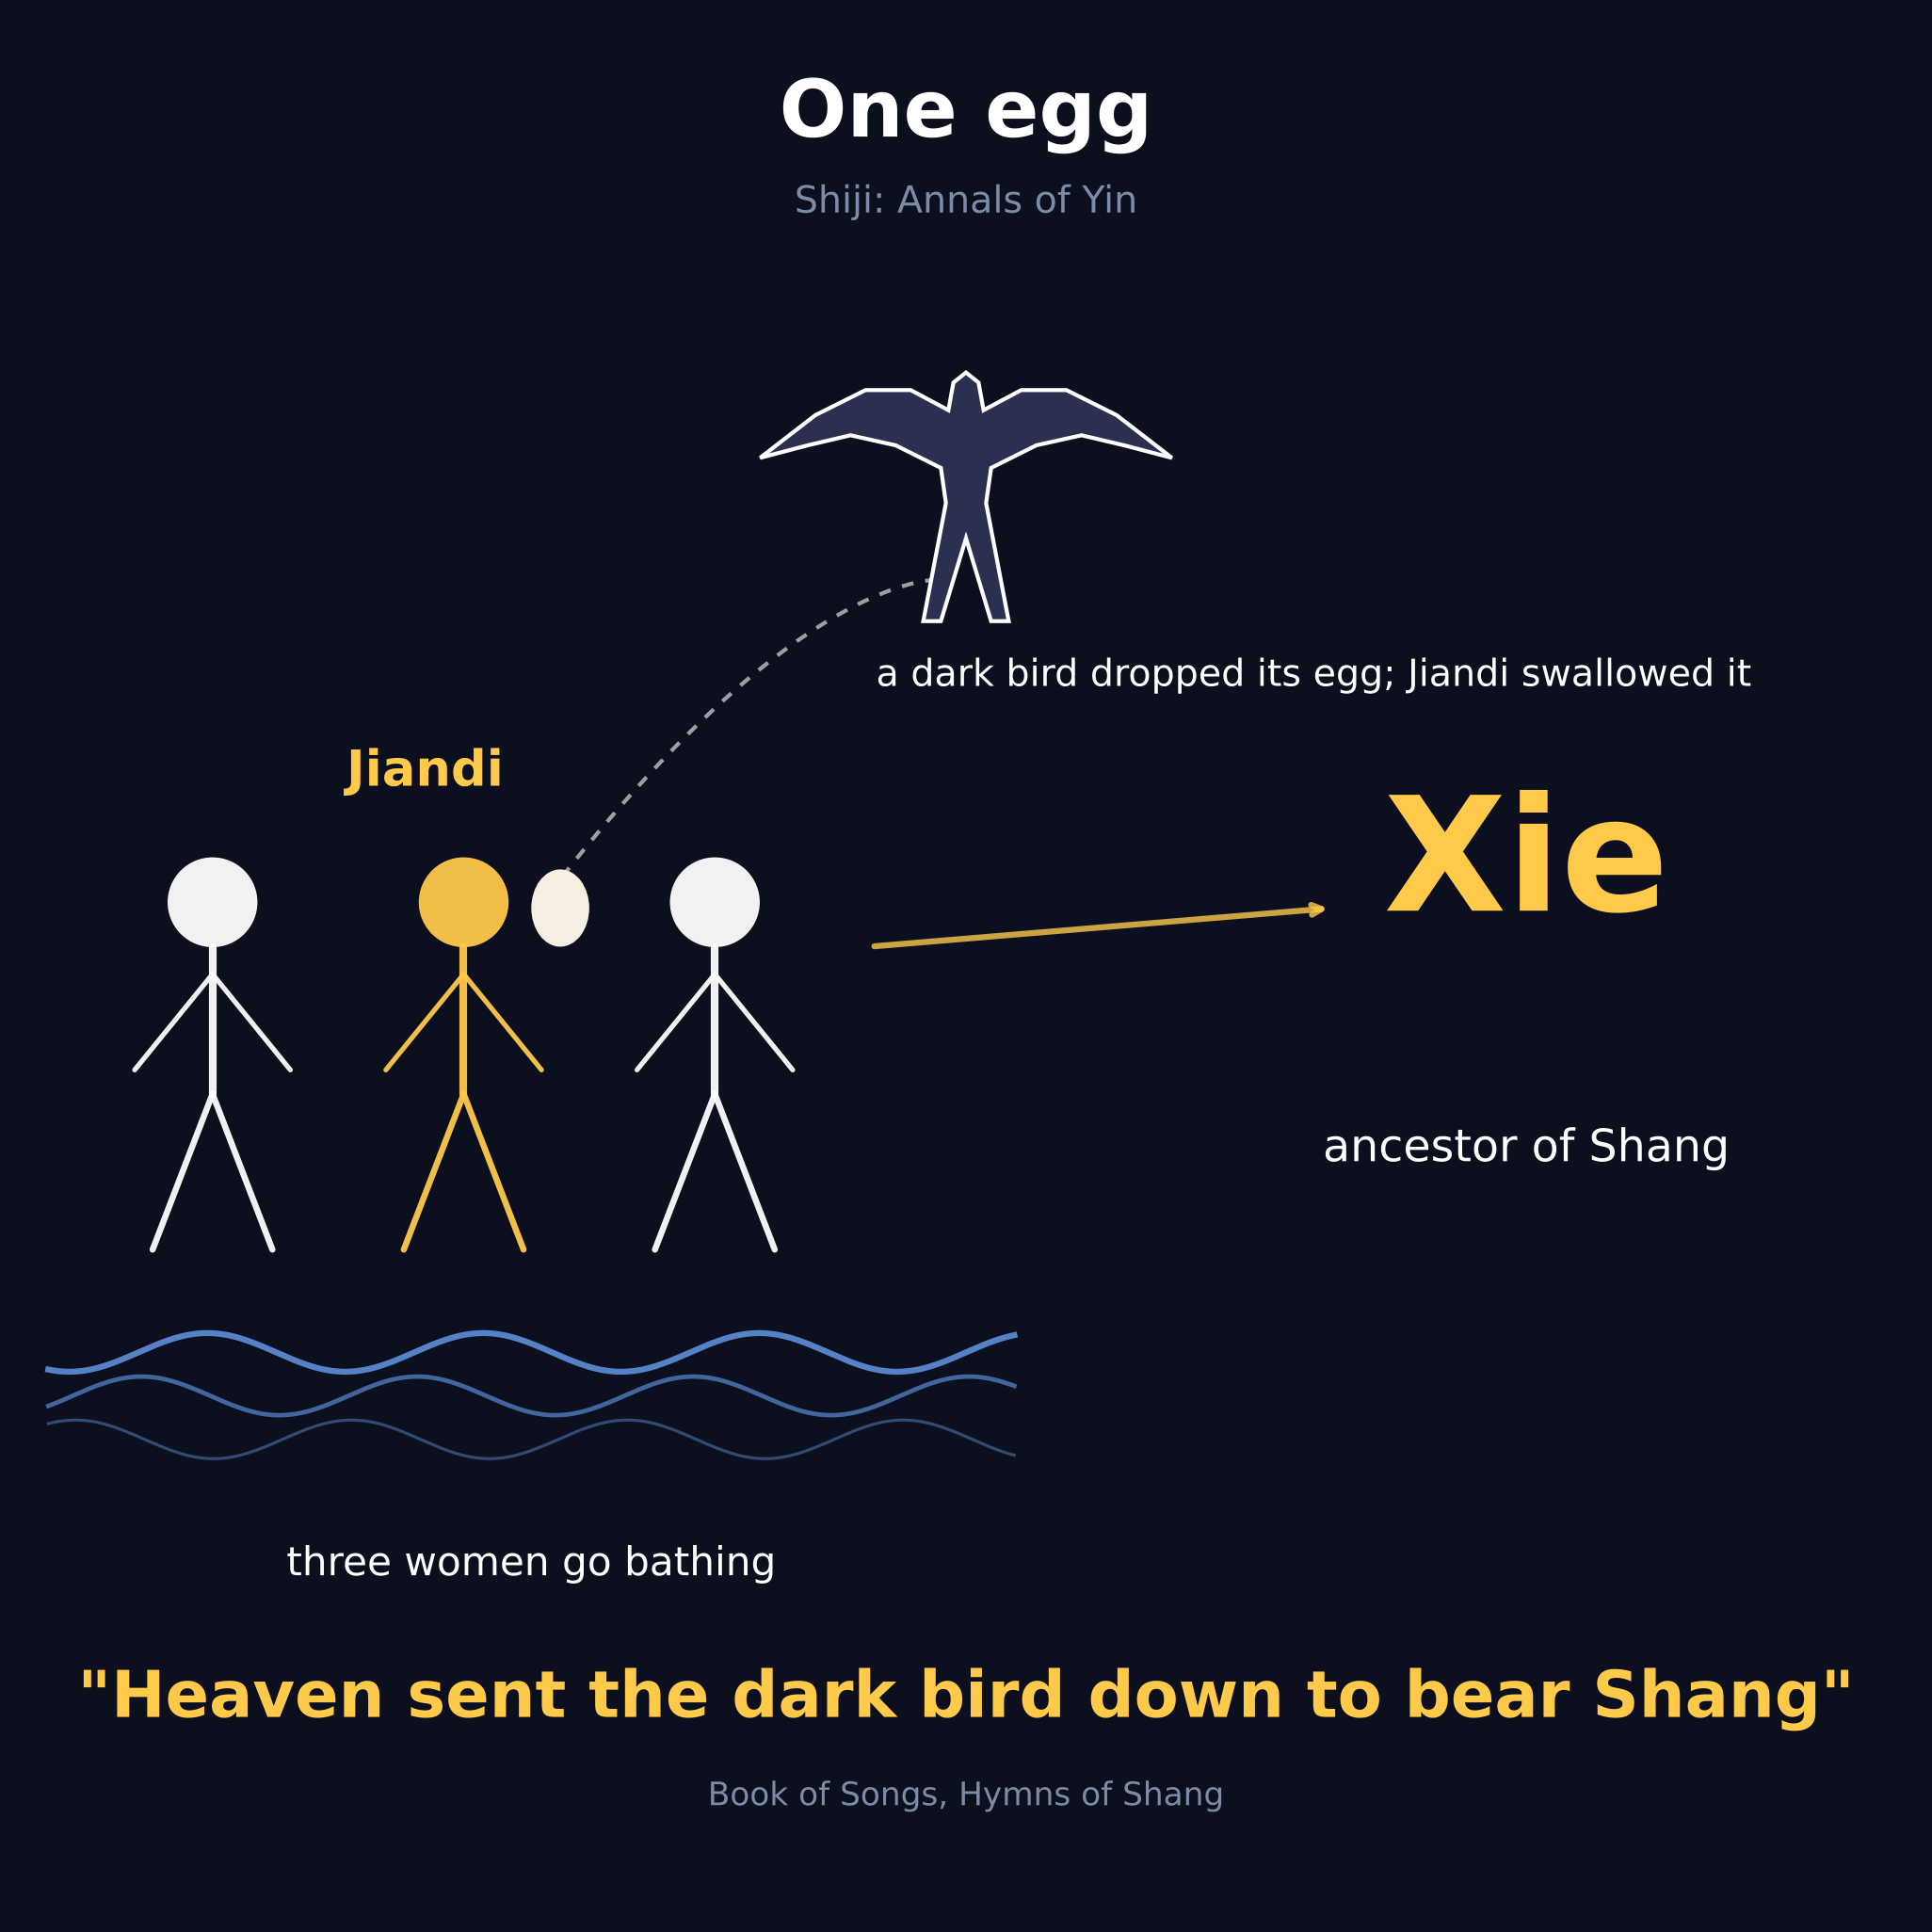 One egg
Shiji: Annals of Yin
a dark bird dropped its egg; Jiandi swallowed it
Jiandi
Xie
ancestor of Shang
three women go bathing
"Heaven sent the dark bird down to bear Shang"
Book of Songs, Hymns of Shang